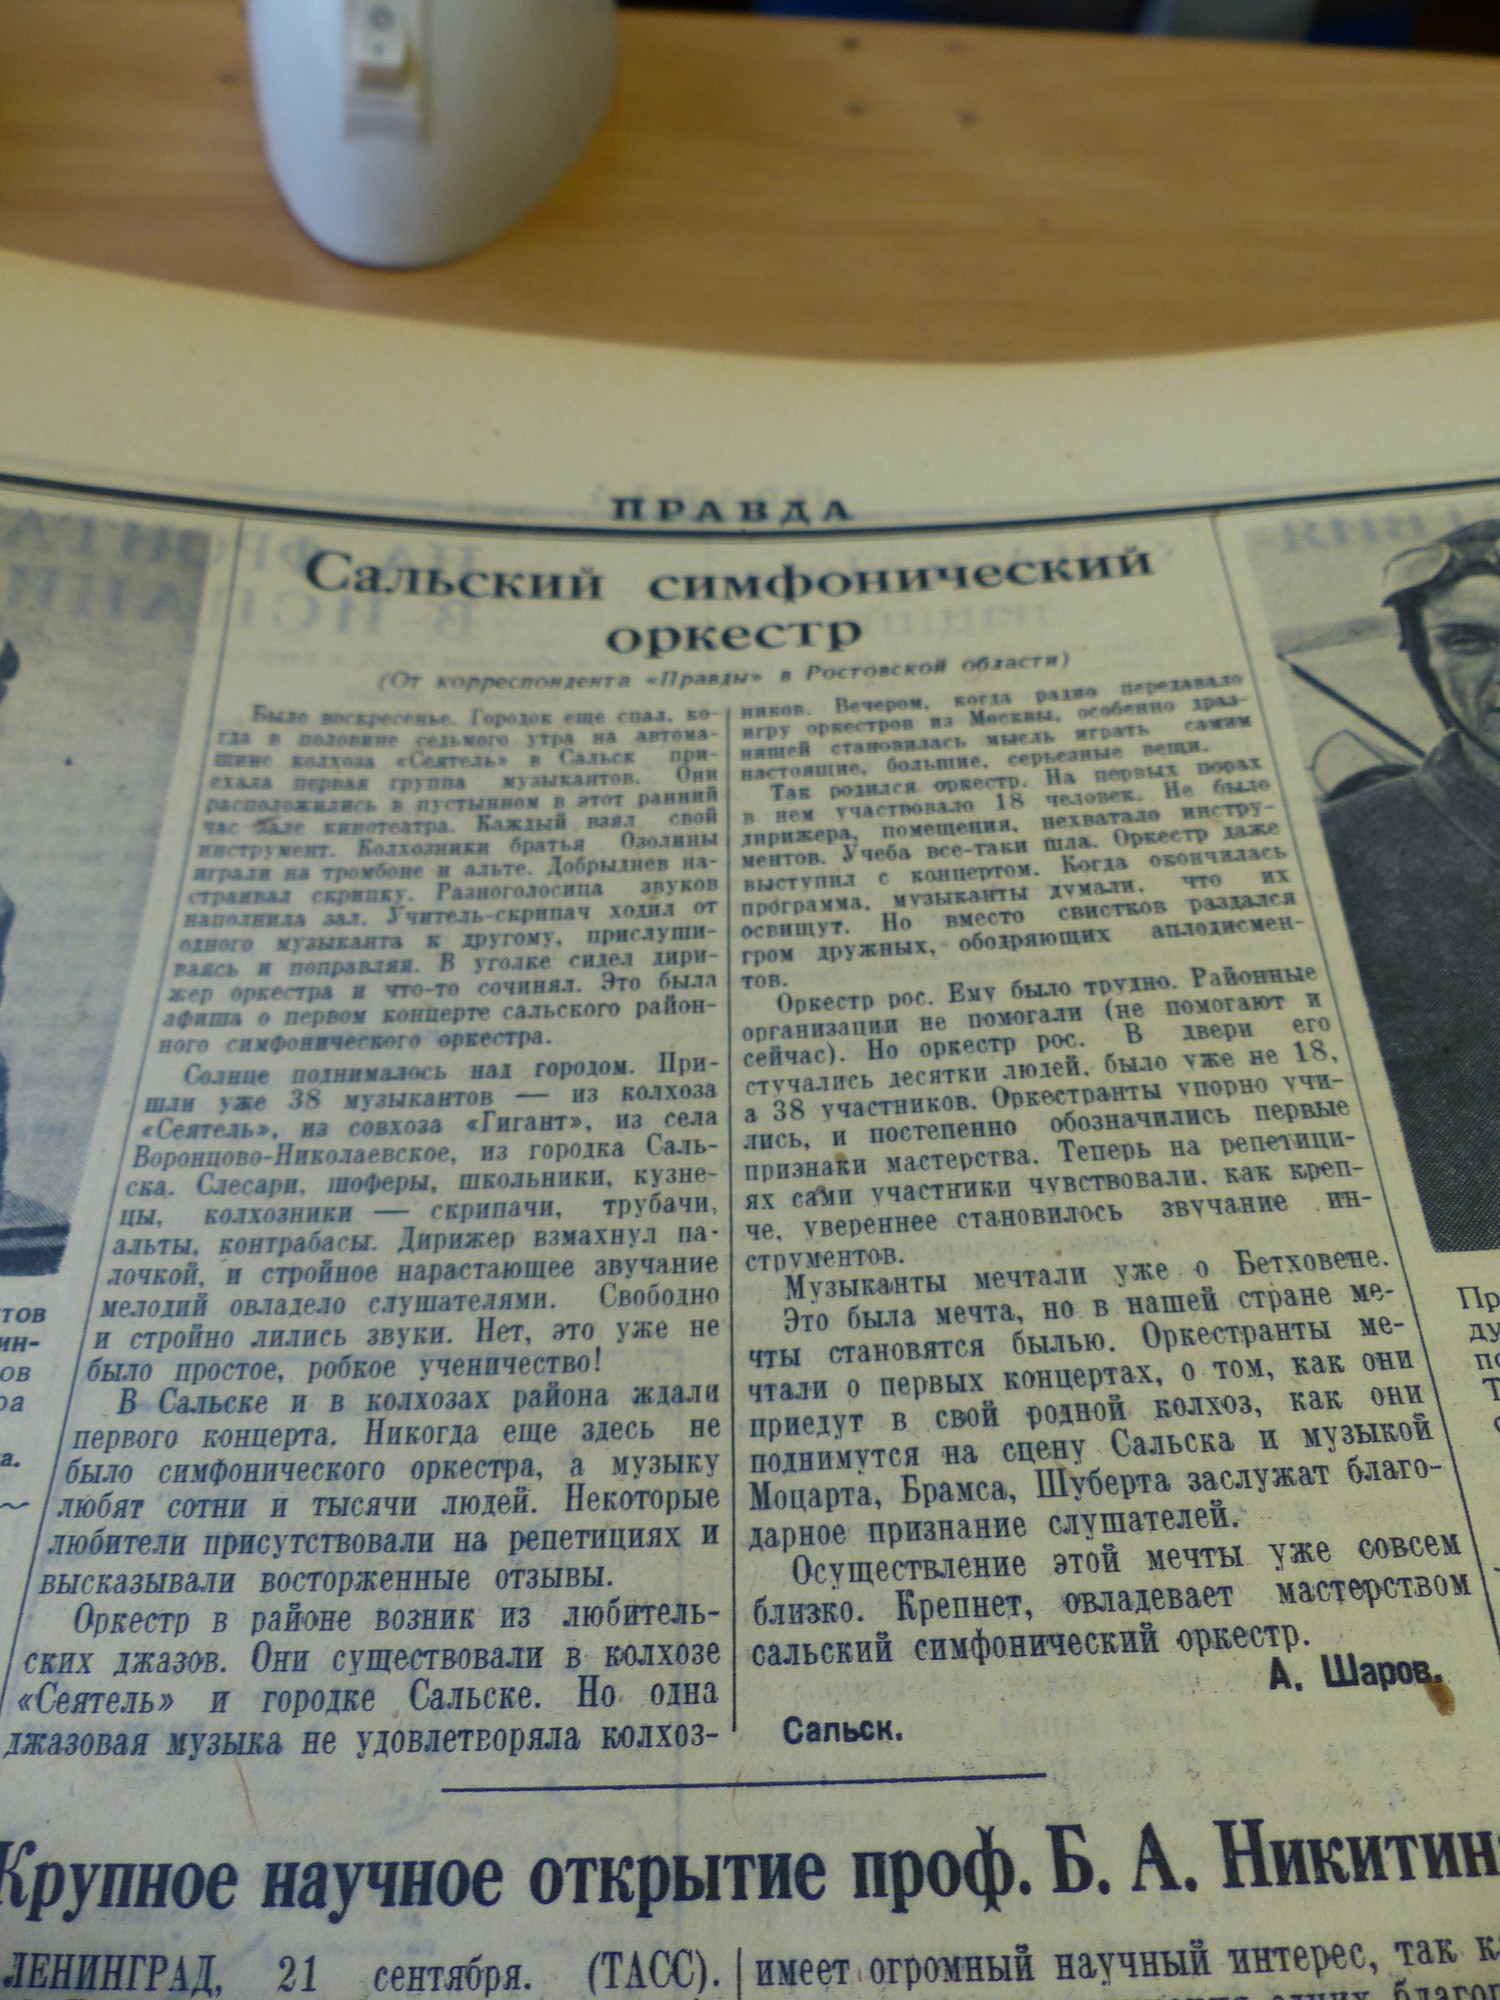 ПРАВДА
Сальский симфонический
оркестр
(От корреспондента «Правды» в Ростовской области)
Было воскресенье. Городок еще спал, ко-
гда в половине седьмого утра на автома-
шине колхоза «Сеятель» в Сальск при-
ехала первая группа музыкантов. Они
расположились в пустынном в этот ранний
час зале кинотеатра. Каждый взял свой
инструмент. Колхозники братья Озолины
играли на тромбоне и альте. Добрыднев на-
страивал скрипку. Разноголосица звуков
наполнила зал. Учитель-скрипач ходил от
одного музыканта к другому, прислуши-
ваясь и поправляя. В уголке сидел дири-
жер оркестра и что-то сочинял. Это была
афиша о первом концерте сальского район-
ного симфонического оркестра.
Солнце поднималось над городом. При-
шли уже 38 музыкантов — из колхоза
«Сеятель», из совхоза «Гигант», из села
Воронцово-Николаевское, из городка Саль-
ска. Слесари, шоферы, школьники, кузне-
цы, колхозники — скрипачи, трубачи,
альты, контрабасы. Дирижер взмахнул па-
лочкой, и стройное нарастающее звучание
мелодий овладело слушателями. Свободно
и стройно лились звуки. Нет, это уже не
было простое, робкое ученичество!
В Сальске и в колхозах района ждали
первого концерта. Никогда еще здесь не
было симфонического оркестра, а музыку
любят сотни и тысячи людей. Некоторые
любители присутствовали на репетициях и
высказывали восторженные отзывы.
Оркестр в районе возник из любитель-
ских джазов. Они существовали в колхозе
«Сеятель» и городке Сальске. Но одна
джазовая музыка не удовлетворяла колхоз-
ников. Вечером, когда радио передавало
игру оркестров из Москвы, особенно драз-
нящей становилась мысль играть самим
настоящие, большие, серьезные вещи.
Так родился оркестр. На первых порах
в нем участвовало 18 человек. Не было
дирижера, помещения, нехватало инстру-
ментов. Учеба все-таки шла. Оркестр даже
выступил с концертом. Когда окончилась
программа, музыканты думали, что их
освищут. Но вместо свистков раздался
гром дружных, ободряющих аплодисмен-
тов.
Оркестр рос. Ему было трудно. Районные
организации не помогали (не помогают и
сейчас). Но оркестр рос. В двери его
стучались десятки людей, было уже не 18,
а 38 участников. Оркестранты упорно учи-
лись, и постепенно обозначились первые
признаки мастерства. Теперь на репетици-
ях сами участники чувствовали, как креп-
че, увереннее становилось звучание ин-
струментов.
Музыканты мечтали уже о Бетховене.
Это была мечта, но в нашей стране ме-
чты становятся былью. Оркестранты ме-
чтали о первых концертах, о том, как они
приедут в свой родной колхоз, как они
поднимутся на сцену Сальска и музыкой
Моцарта, Брамса, Шуберта заслужат благо-
дарное признание слушателей.
Осуществление этой мечты уже совсем
близко. Крепнет, овладевает мастерством
сальский симфонический оркестр.
А. Шаров.
Сальск.
Крупное научное открытие проф. Б. А. Никитин
ЛЕНИНГРАД, 21 сентября. (ТАСС).
имеет огромный научный интерес, так к